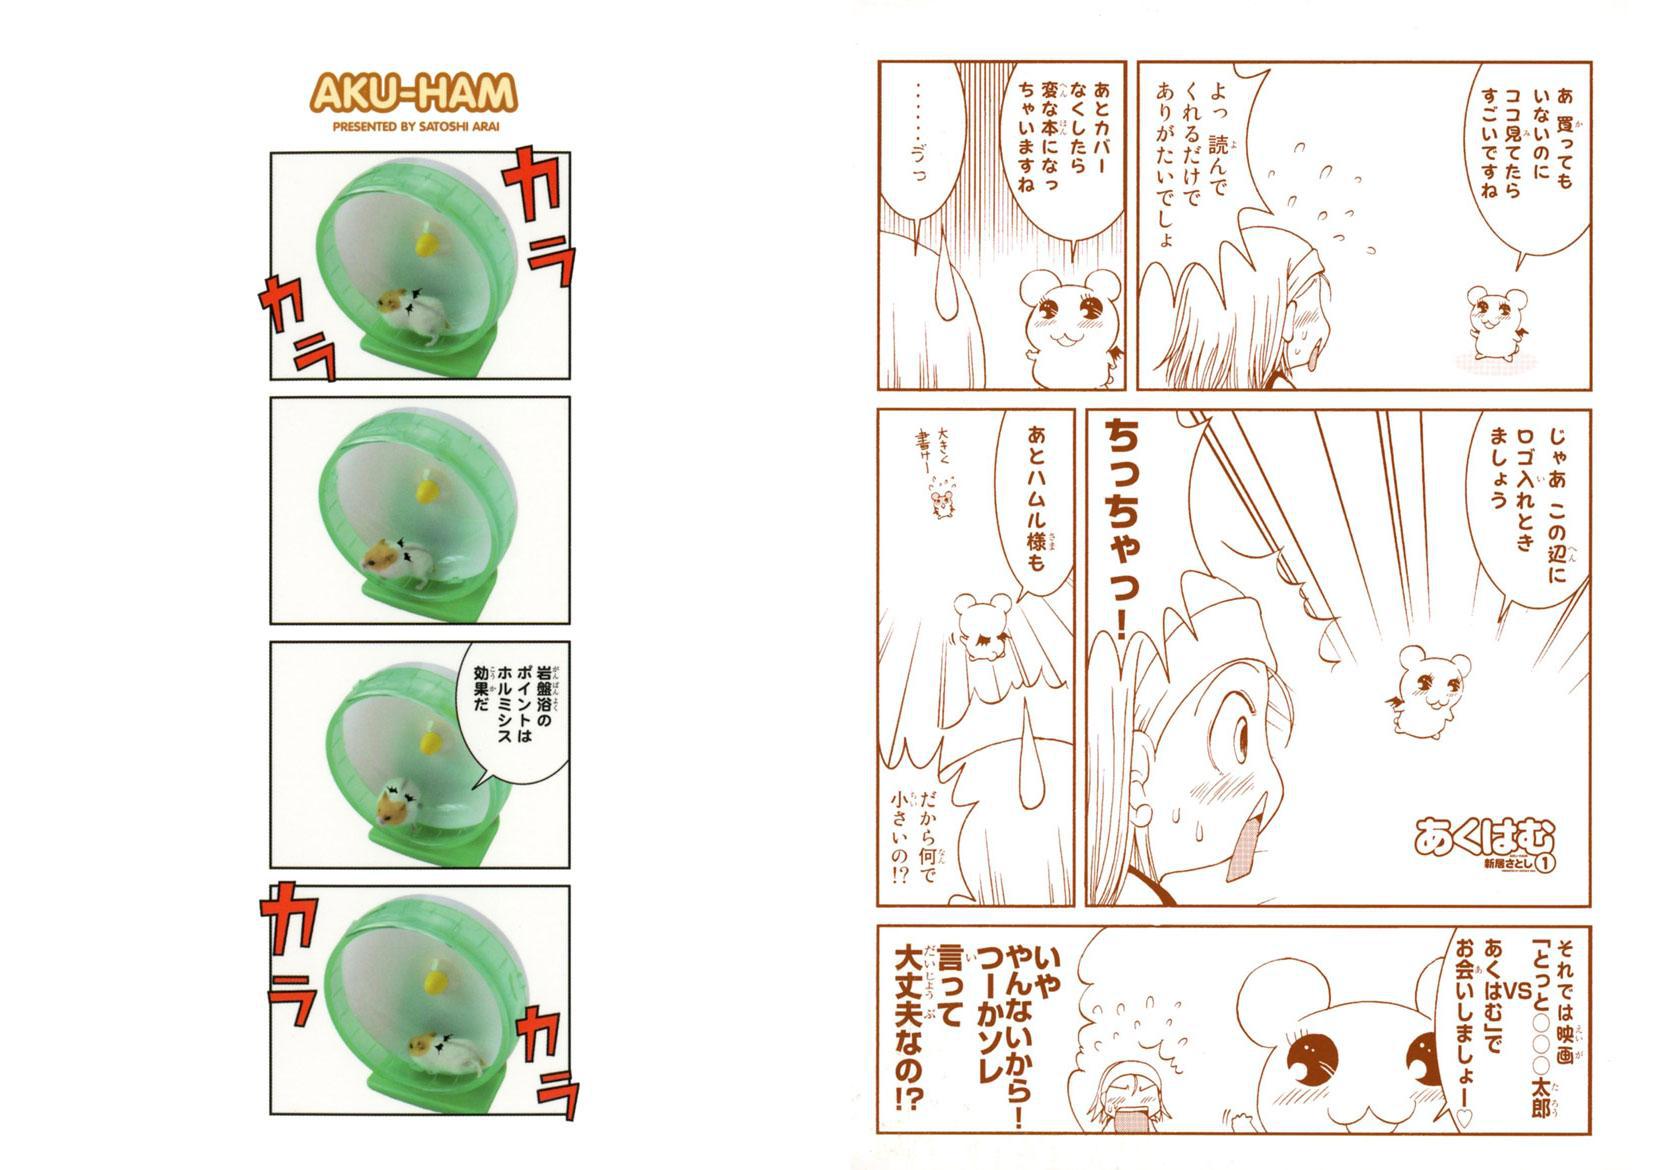 あ 買っても
いないのに
ココ見てたら
すごいですね
よっ 読んで
くれるだけで
ありがたいでしょ
あとカバー
なくしたら
変な本になっ
ちゃいますね
・・・・・・・・づっ
じゃあ この辺に
ロゴ入れとき
ましょう
ちっちゃっ!
あくはむ
新居さとし
1
あとハムル様も
大きく
書けー
だから何で
小さいの!?
それでは映画
「とっと○○○太郎
VS
あくはむ」で
お会いしましょー♡
いや
やんないから!
つーかソレ
言って
大丈夫なの!?
AKU-HAM
PRESENTED BY SATOSHI ARAI
カラ
カラ
岩盤浴の
ポイントは
ホルミシス
効果だ
カラ
カラ